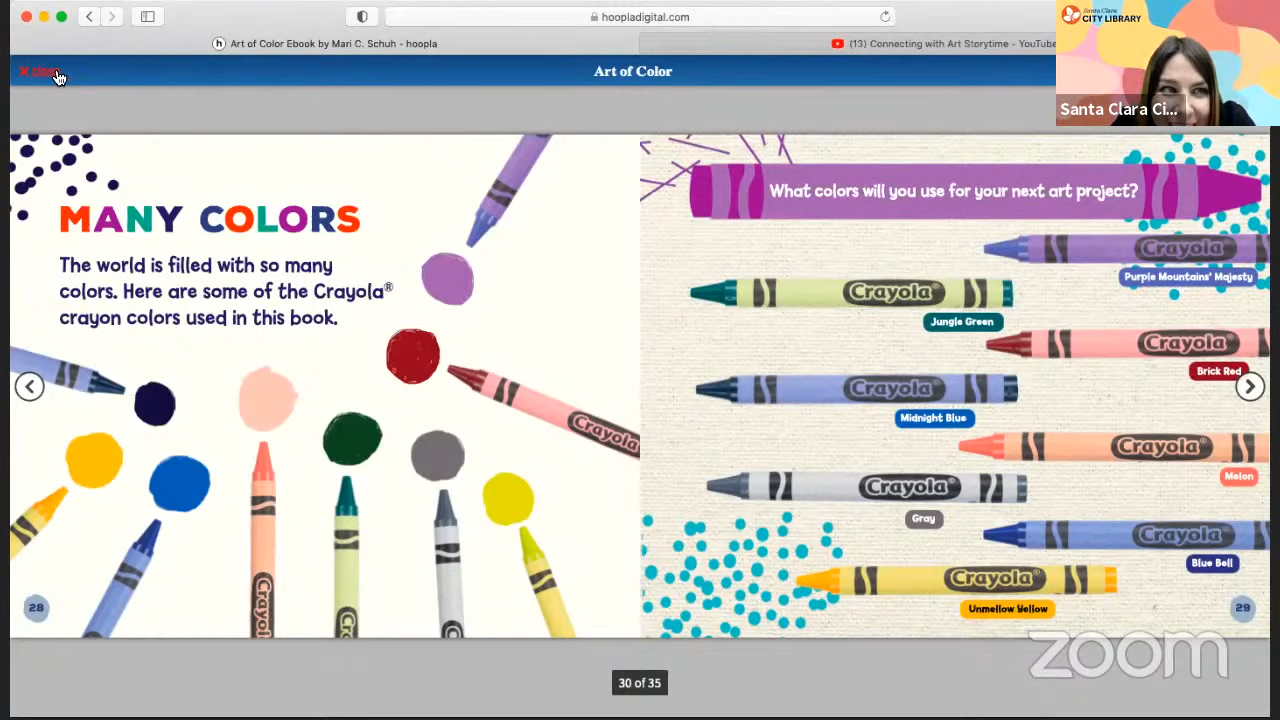 hoopladigital.com
Art of Color Ebook by Mari C. Schuh - hoopla
(13) Connecting with Art Storytime - YouTube
Santa Clara
CITY LIBRARY
Art of Color
Santa Clara Ci...
MANY COLORS
The world is filled with so many
colors. Here are some of the Crayola®
crayon colors used in this book.
Crayola
Crayol
Cro
C
28
What colors will you use for your next art project?
Crayola
Purple Mountains' Majesty
Crayola
Jungle Green
Crayola
Brick Red
Crayola
Midnight Blue
Crayola
Melon
Crayola
Gray
Crayola
Blue Bell
Crayola
Unmellow Yellow
29
zoom
30 of 35